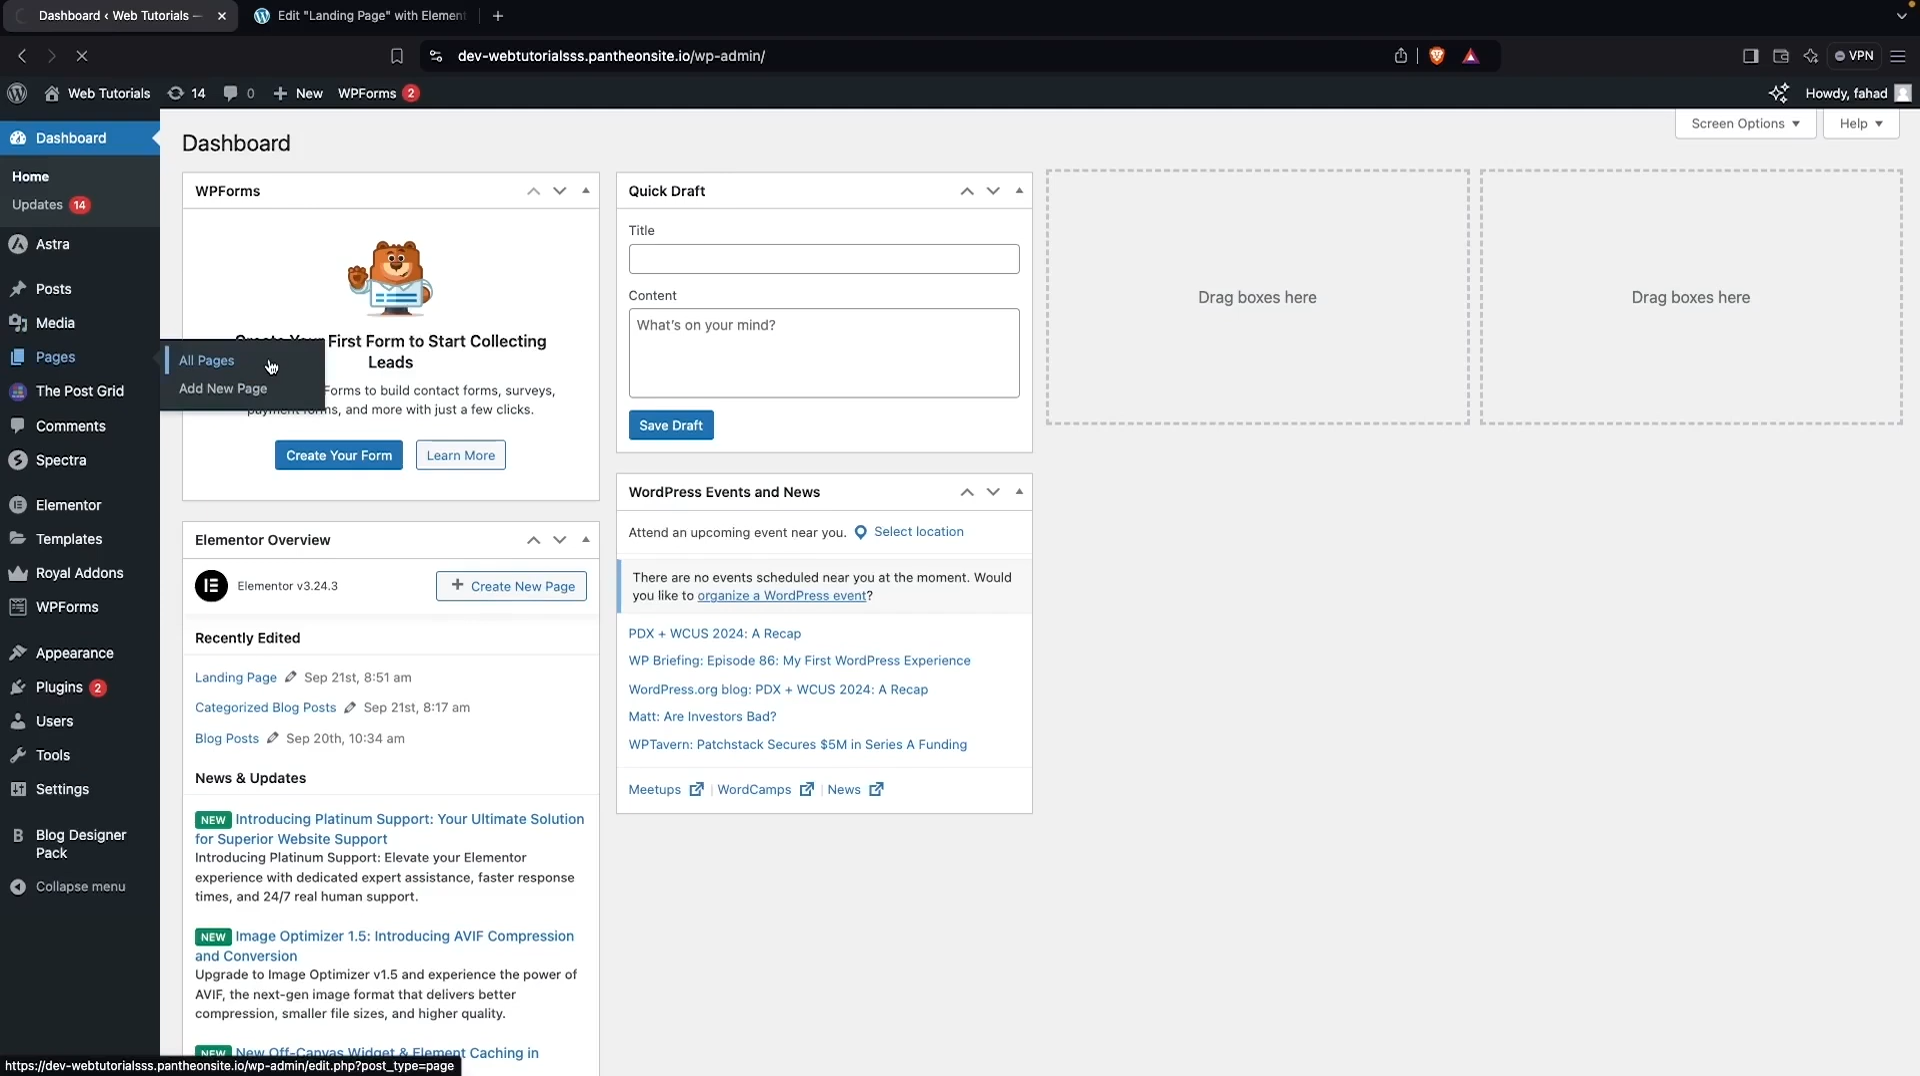 Dashboard ‹ Web Tutorials —
Edit "Landing Page" with Element
dev-webtutorialsss.pantheonsite.io/wp-admin/
VPN
Web Tutorials
14
0
New
WPForms 2
Howdy, fahad
Dashboard
Home
Updates 14
Astra
Posts
Media
Pages
The Post Grid
Comments
Spectra
Elementor
Templates
Royal Addons
WPForms
Appearance
Plugins 2
Users
Tools
Settings
Blog Designer
Pack
Collapse menu
All Pages
Add New Page
Dashboard
Screen Options
Help
WPForms
First Form to Start Collecting
Leads
Forms to build contact forms, surveys,
forms, and more with just a few clicks.
Create Your Form
Learn More
Elementor Overview
Elementor v3.24.3
Create New Page
Recently Edited
Landing Page Sep 21st, 8:51 am
Categorized Blog Posts Sep 21st, 8:17 am
Blog Posts Sep 20th, 10:34 am
News & Updates
NEW Introducing Platinum Support: Your Ultimate Solution
for Superior Website Support
Introducing Platinum Support: Elevate your Elementor
experience with dedicated expert assistance, faster response
times, and 24/7 real human support.
NEW Image Optimizer 1.5: Introducing AVIF Compression
and Conversion
Upgrade to Image Optimizer v1.5 and experience the power of
AVIF, the next-gen image format that delivers better
compression, smaller file sizes, and higher quality.
NEW New Off-Canvas Widget & Element Caching in
Quick Draft
Title
Content
What's on your mind?
Save Draft
WordPress Events and News
Attend an upcoming event near you. Select location
There are no events scheduled near you at the moment. Would
you like to organize a WordPress event?
PDX + WCUS 2024: A Recap
WP Briefing: Episode 86: My First WordPress Experience
WordPress.org blog: PDX + WCUS 2024: A Recap
Matt: Are Investors Bad?
WPTavern: Patchstack Secures $5M in Series A Funding
Meetups | WordCamps | News
Drag boxes here
Drag boxes here
https://dev-webtutorialsss.pantheonsite.io/wp-admin/edit.php?post_type=page